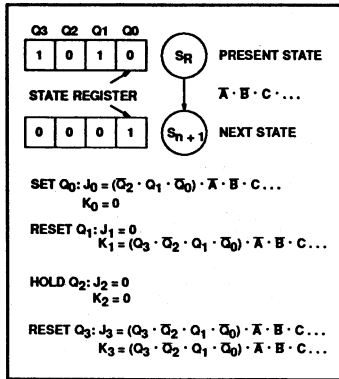 Q3 Q2 Q1 Q0
1 0 1 0 SR PRESENT STATE
STATE REGISTER A̅ · B̅ · C · ...
0 0 0 1 Sn + 1 NEXT STATE
SET Q0: J0 = (Q̅2 · Q1 · Q̅0) · A̅ · B̅ · C ...
K0 = 0
RESET Q1: J1 = 0
K1 = (Q3 · Q̅2 · Q1 · Q̅0) · A̅ · B̅ · C ...
HOLD Q2: J2 = 0
K2 = 0
RESET Q3: J3 = (Q3 · Q̅2 · Q1 · Q̅0) · A̅ · B̅ · C ...
K3 = (Q3 · Q̅2 · Q1 · Q̅0) · A̅ · B̅ · C ...